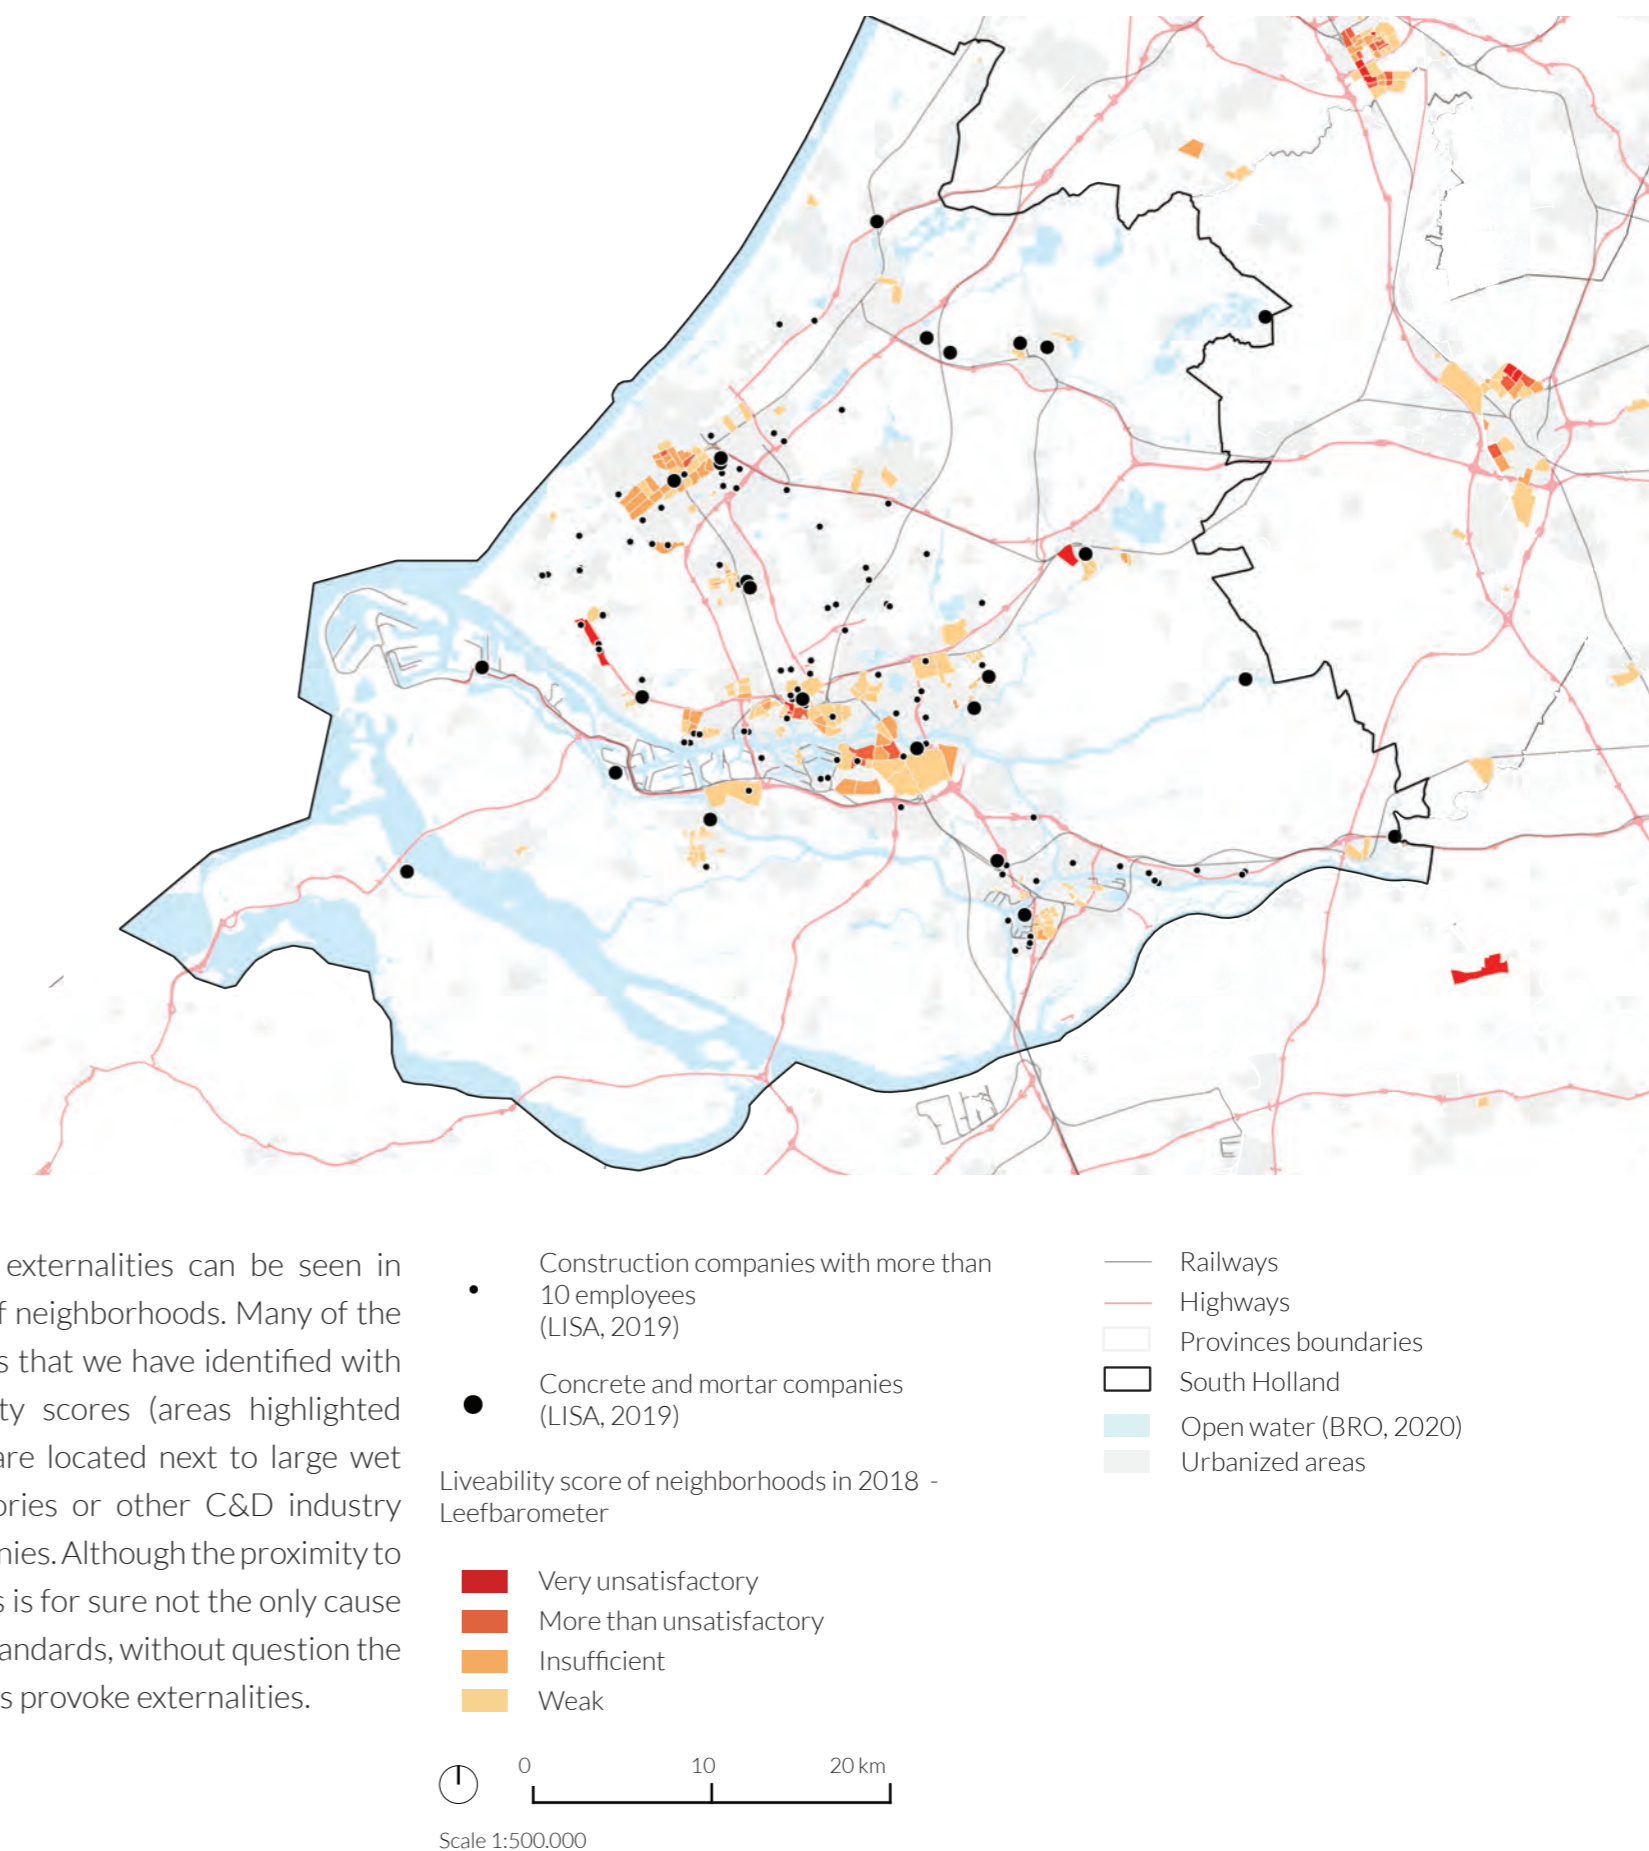 externalities can be seen in
f neighborhoods. Many of the
s that we have identified with
ty scores (areas highlighted
are located next to large wet
ories or other C&D industry
nies. Although the proximity to
s is for sure not the only cause
tandards, without question the
s provoke externalities.
Construction companies with more than
10 employees
(LISA, 2019)
Concrete and mortar companies
(LISA, 2019)
Liveability score of neighborhoods in 2018 -
Leefbarometer
Very unsatisfactory
More than unsatisfactory
Insufficient
Weak
0 10 20 km
Scale 1:500.000
Railways
Highways
Provinces boundaries
South Holland
Open water (BRO, 2020)
Urbanized areas